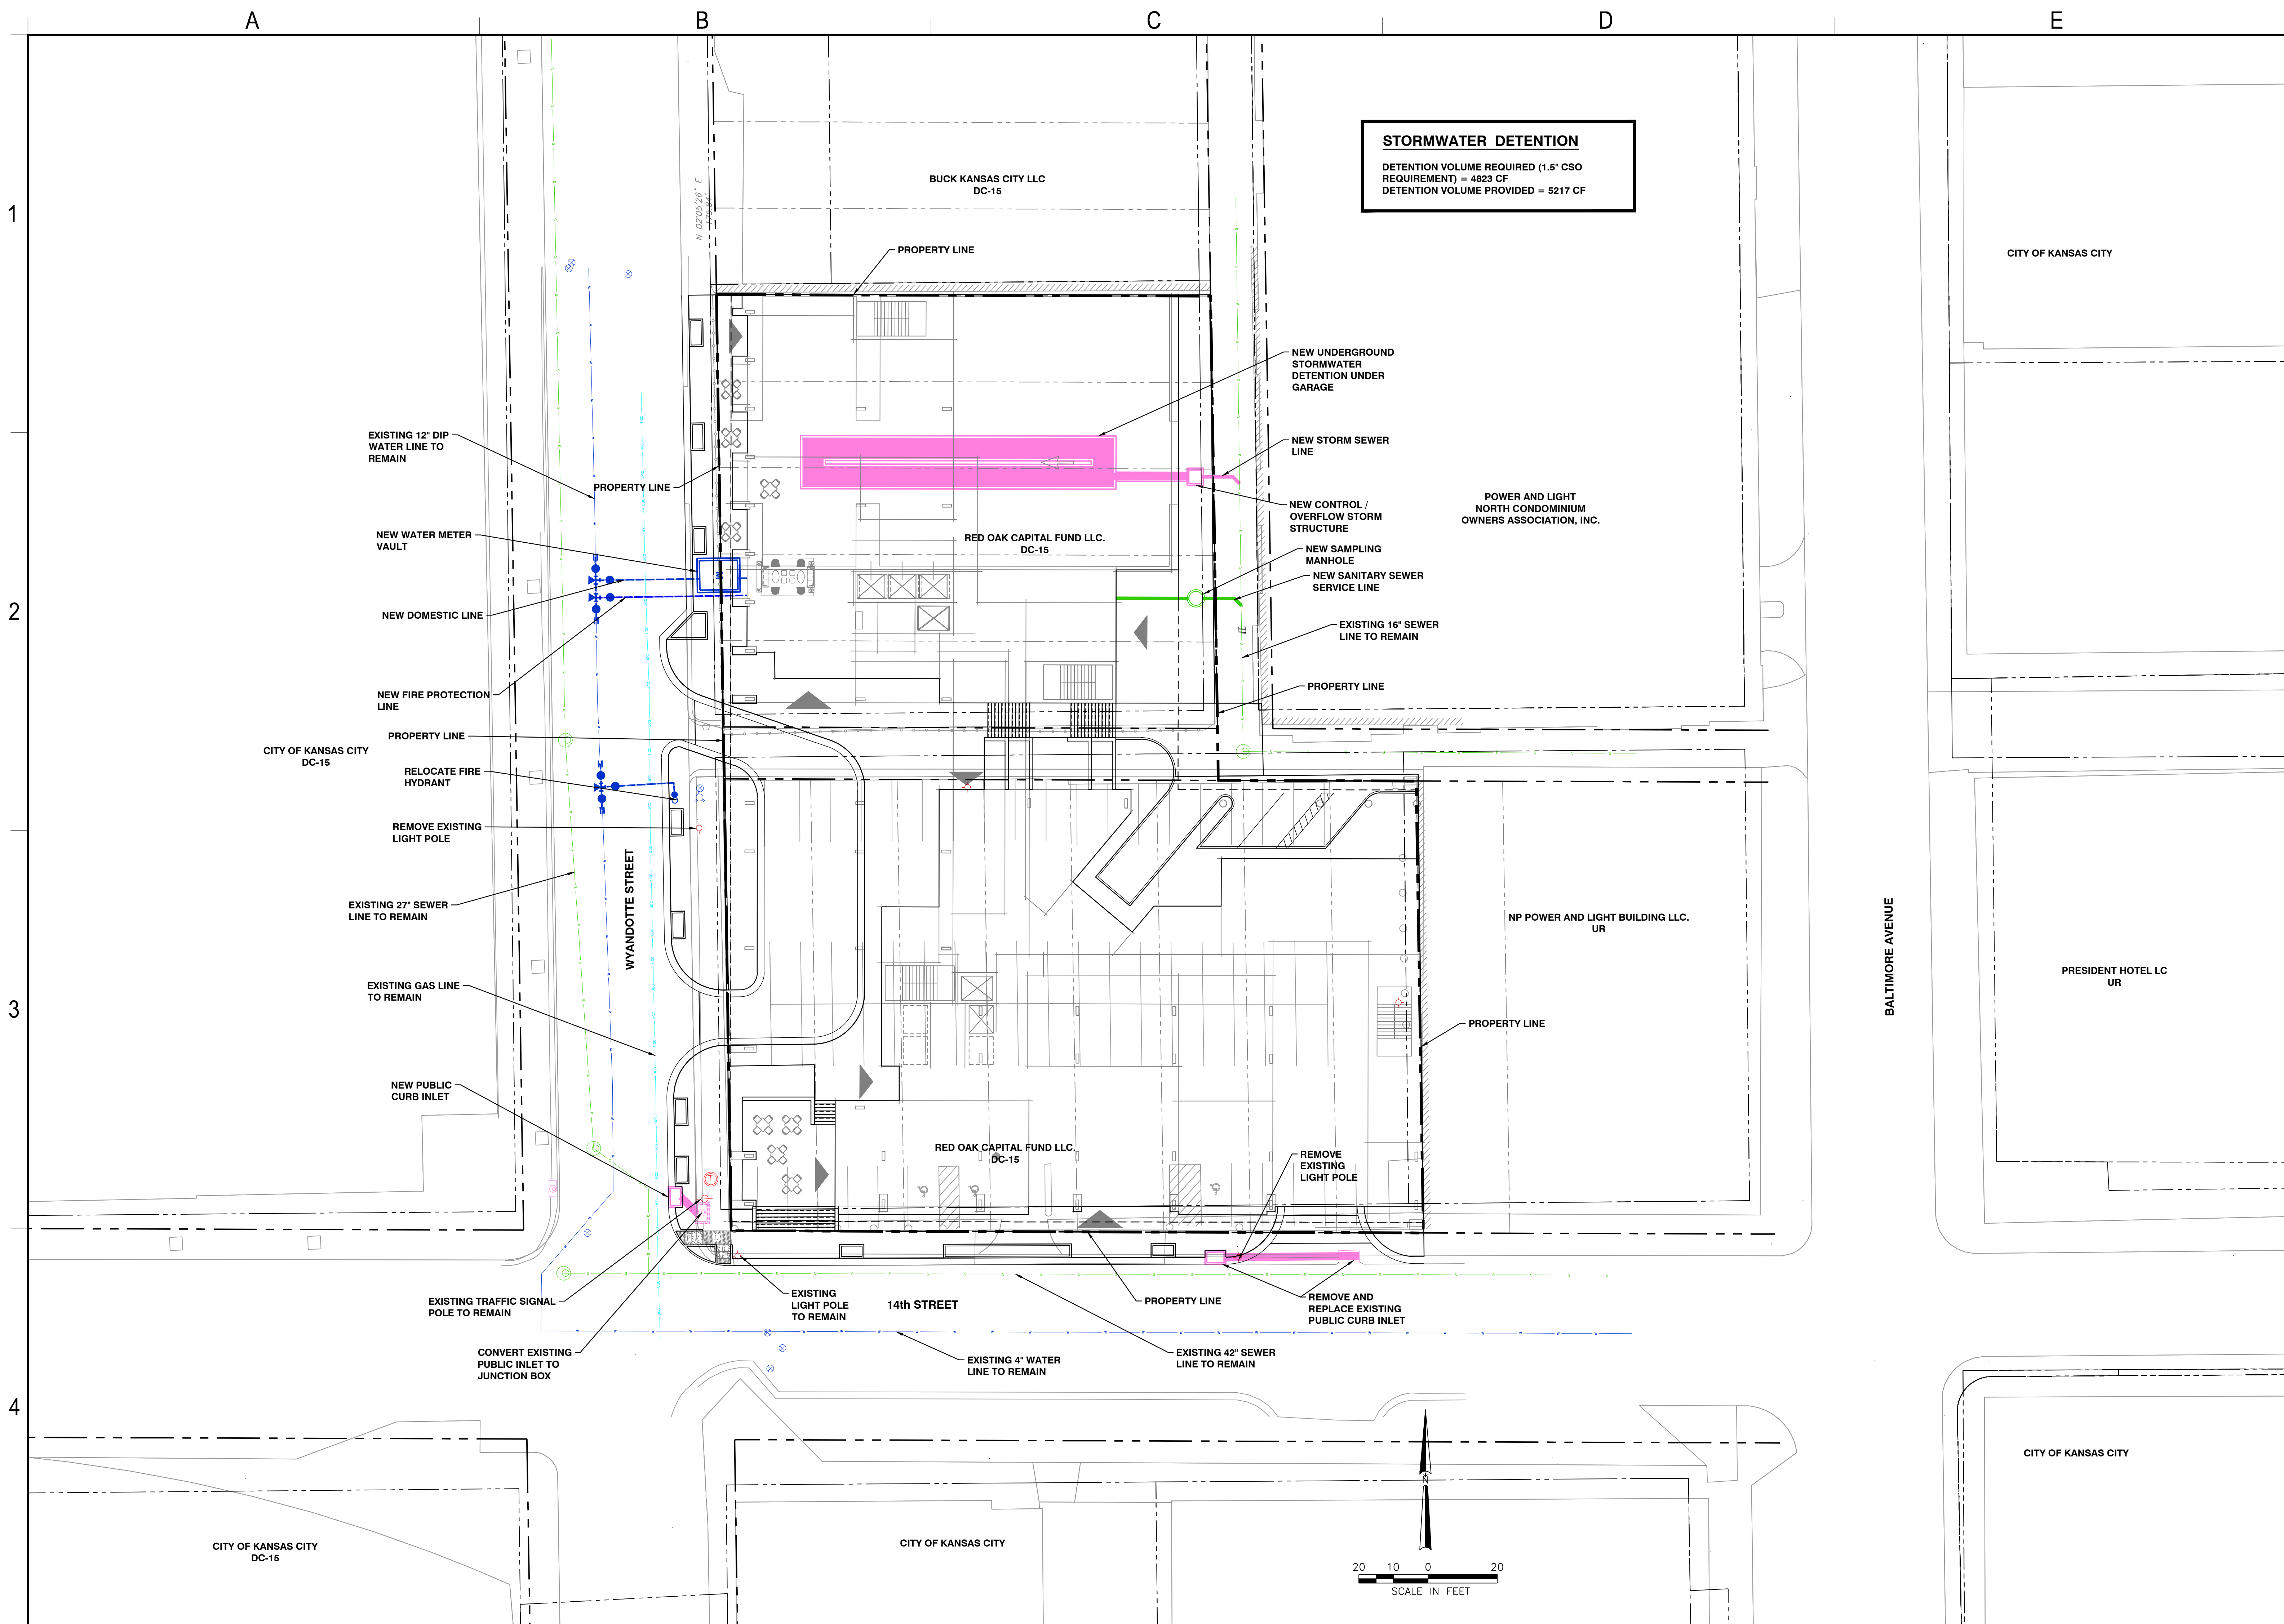 A
B
C
D
E
1
2
3
4
STORMWATER DETENTION
DETENTION VOLUME REQUIRED (1.5" CSO
REQUIREMENT) = 4823 CF
DETENTION VOLUME PROVIDED = 5217 CF
BUCK KANSAS CITY LLC
DC-15
N 02°05'26" E
PROPERTY LINE
CITY OF KANSAS CITY
NEW UNDERGROUND
STORMWATER
DETENTION UNDER
GARAGE
EXISTING 12" DIP
WATER LINE TO
REMAIN
NEW STORM SEWER
LINE
PROPERTY LINE
NEW CONTROL /
OVERFLOW STORM
STRUCTURE
POWER AND LIGHT
NORTH CONDOMINIUM
OWNERS ASSOCIATION, INC.
NEW WATER METER
VAULT
RED OAK CAPITAL FUND LLC.
DC-15
NEW SAMPLING
MANHOLE
NEW SANITARY SEWER
SERVICE LINE
NEW DOMESTIC LINE
EXISTING 16" SEWER
LINE TO REMAIN
NEW FIRE PROTECTION
LINE
PROPERTY LINE
PROPERTY LINE
CITY OF KANSAS CITY
DC-15
RELOCATE FIRE
HYDRANT
REMOVE EXISTING
LIGHT POLE
WYANDOTTE STREET
EXISTING 27" SEWER
LINE TO REMAIN
NP POWER AND LIGHT BUILDING LLC.
UR
BALTIMORE AVENUE
PRESIDENT HOTEL LC
UR
EXISTING GAS LINE
TO REMAIN
PROPERTY LINE
NEW PUBLIC
CURB INLET
RED OAK CAPITAL FUND LLC.
DC-15
REMOVE
EXISTING
LIGHT POLE
T
EXISTING TRAFFIC SIGNAL
POLE TO REMAIN
EXISTING
LIGHT POLE
TO REMAIN
14th STREET
PROPERTY LINE
REMOVE AND
REPLACE EXISTING
PUBLIC CURB INLET
CONVERT EXISTING
PUBLIC INLET TO
JUNCTION BOX
EXISTING 4" WATER
LINE TO REMAIN
EXISTING 42" SEWER
LINE TO REMAIN
CITY OF KANSAS CITY
DC-15
CITY OF KANSAS CITY
CITY OF KANSAS CITY
N
20 10 0 20
SCALE IN FEET